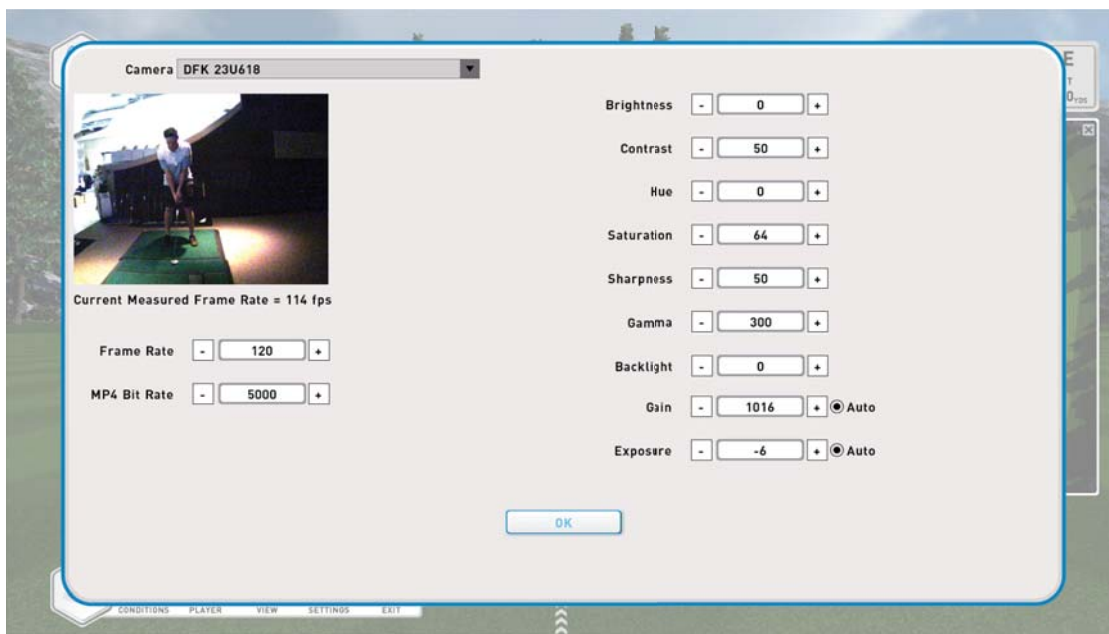 Camera DFK 23U618
Current Measured Frame Rate = 114 fps
Frame Rate - 120 +
MP4 Bit Rate - 5000 +
Brightness - 0 +
Contrast - 50 +
Hue - 0 +
Saturation - 64 +
Sharpness - 50 +
Gamma - 300 +
Backlight - 0 +
Gain - 1016 + Auto
Exposure - -6 + Auto
OK
E
T
0YDS
CONDITIONS PLAYER VIEW SETTINGS EXIT